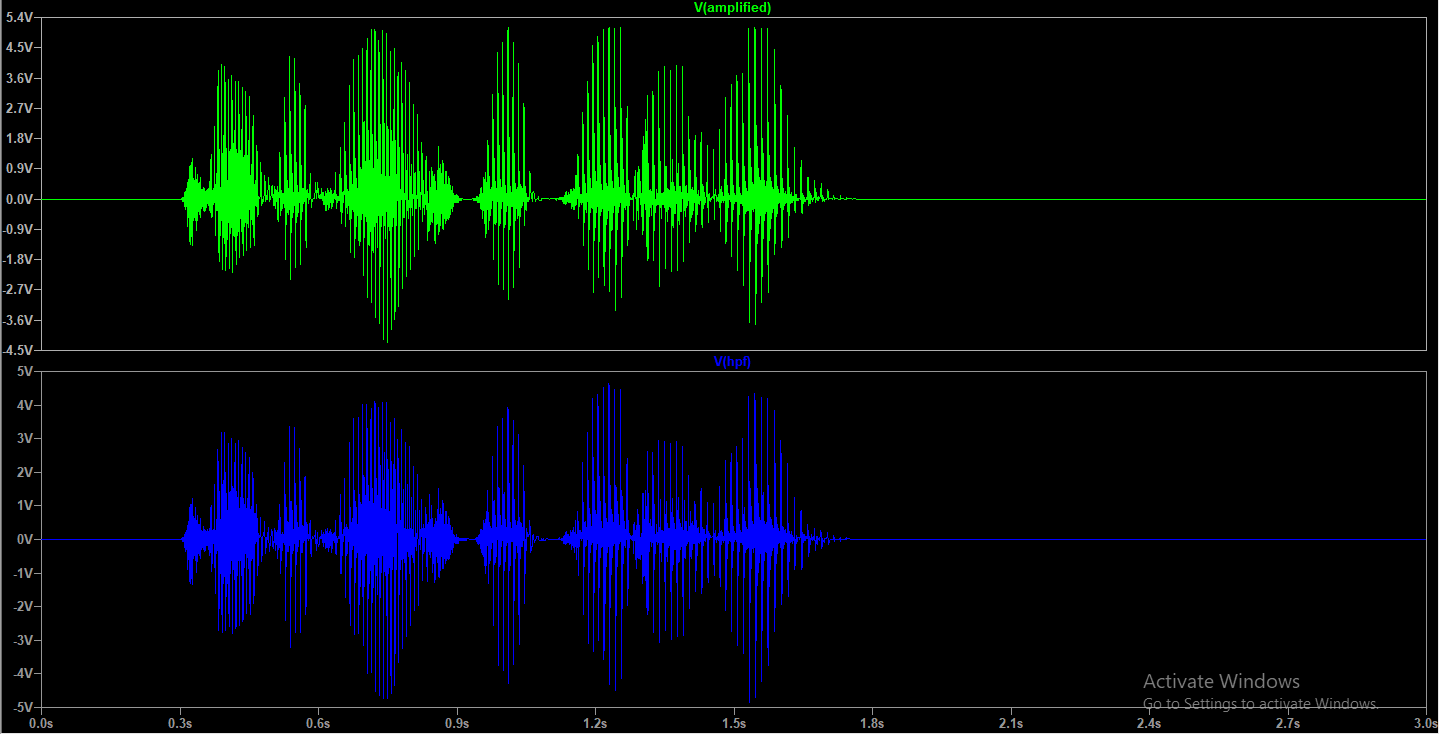 V(amplified)
5.4V
4.5V
3.6V
2.7V
1.8V
0.9V
0.0V
-0.9V
-1.8V
-2.7V
-3.6V
-4.5V
V(hpf)
5V
4V
3V
2V
1V
0V
-1V
-2V
-3V
-4V
-5V
0.0s 0.3s 0.6s 0.9s 1.2s 1.5s 1.8s 2.1s 2.4s 2.7s 3.0s
Activate Windows
Go to Settings to activate Windows.